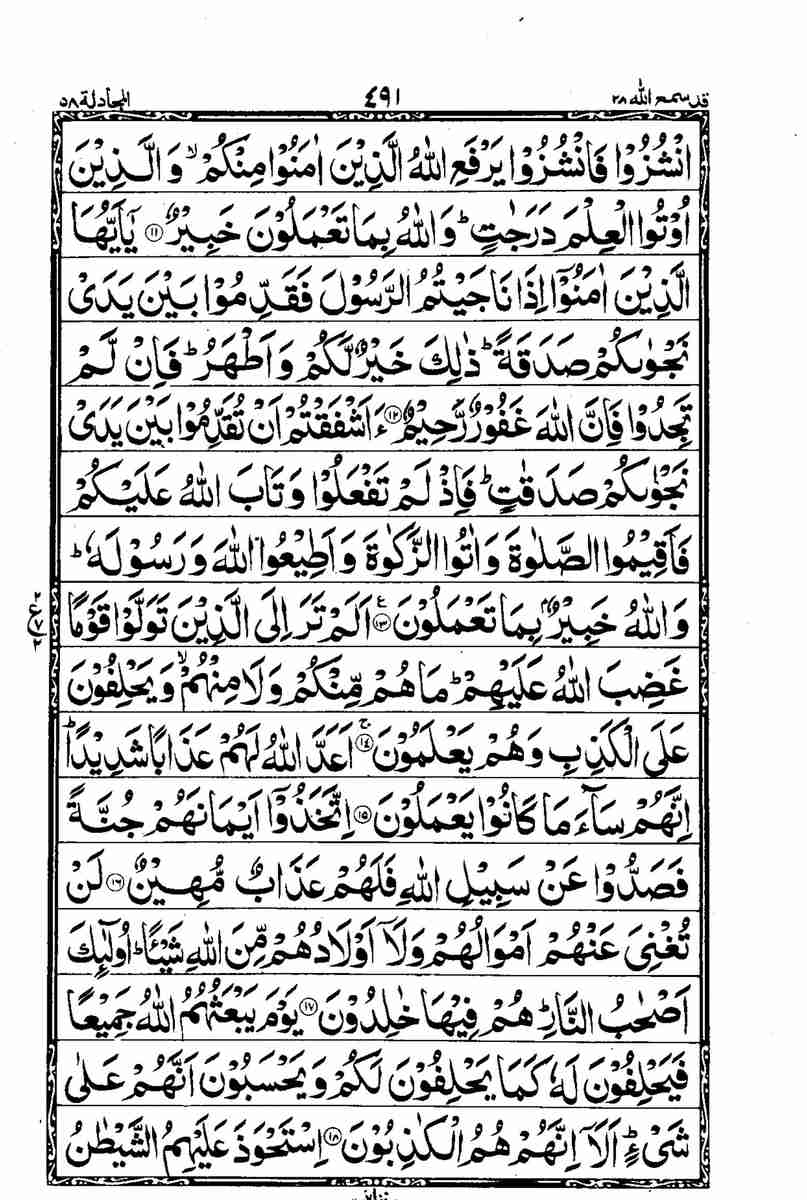 قد سمع الله ٢٨
٤٩١
المجادلة ٥٨
انْشُزُوْا فَانْشُزُوْا يَرْفَعِ اللّٰهُ الَّذِيْنَ اٰمَنُوْا مِنْكُمْ ۙ وَالَّذِيْنَ
اُوْتُوا الْعِلْمَ دَرَجٰتٍ ؕ وَاللّٰهُ بِمَا تَعْمَلُوْنَ خَبِيْرٌ ۝۱۱ يٰۤاَيُّهَا
الَّذِيْنَ اٰمَنُوْۤا اِذَا نَاجَيْتُمُ الرَّسُوْلَ فَقَدِّمُوْا بَيْنَ يَدَىْ
نَجْوٰىكُمْ صَدَقَةً ؕ ذٰلِكَ خَيْرٌ لَّكُمْ وَاَطْهَرُ ؕ فَاِنْ لَّمْ
تَجِدُوْا فَاِنَّ اللّٰهَ غَفُوْرٌ رَّحِيْمٌ ۝۱۲ ءَاَشْفَقْتُمْ اَنْ تُقَدِّمُوْا بَيْنَ يَدَىْ
نَجْوٰىكُمْ صَدَقٰتٍ ؕ فَاِذْ لَمْ تَفْعَلُوْا وَتَابَ اللّٰهُ عَلَيْكُمْ
فَاَقِيْمُوا الصَّلٰوةَ وَاٰتُوا الزَّكٰوةَ وَاَطِيْعُوا اللّٰهَ وَرَسُوْلَهٗ ؕ
وَاللّٰهُ خَبِيْرٌۢ بِمَا تَعْمَلُوْنَ ۝۱۳ اَلَمْ تَرَ اِلَى الَّذِيْنَ تَوَلَّوْا قَوْمًا
غَضِبَ اللّٰهُ عَلَيْهِمْ ؕ مَا هُمْ مِّنْكُمْ وَلَا مِنْهُمْ ۙ وَيَحْلِفُوْنَ
عَلَى الْكَذِبِ وَهُمْ يَعْلَمُوْنَ ۝۱۴ اَعَدَّ اللّٰهُ لَهُمْ عَذَابًا شَدِيْدًا ؕ
اِنَّهُمْ سَآءَ مَا كَانُوْا يَعْمَلُوْنَ ۝۱۵ اِتَّخَذُوْۤا اَيْمَانَهُمْ جُنَّةً
فَصَدُّوْا عَنْ سَبِيْلِ اللّٰهِ فَلَهُمْ عَذَابٌ مُّهِيْنٌ ۝۱۶ لَنْ
تُغْنِىَ عَنْهُمْ اَمْوَالُهُمْ وَلَاۤ اَوْلَادُهُمْ مِّنَ اللّٰهِ شَيْـًٔا ؕ اُولٰٓئِكَ
اَصْحٰبُ النَّارِ ؕ هُمْ فِيْهَا خٰلِدُوْنَ ۝۱۷ يَوْمَ يَبْعَثُهُمُ اللّٰهُ جَمِيْعًا
فَيَحْلِفُوْنَ لَهٗ كَمَا يَحْلِفُوْنَ لَكُمْ وَيَحْسَبُوْنَ اَنَّهُمْ عَلٰى
شَىْءٍ ؕ اَلَاۤ اِنَّهُمْ هُمُ الْكٰذِبُوْنَ ۝۱۸ اِسْتَحْوَذَ عَلَيْهِمُ الشَّيْطٰنُ